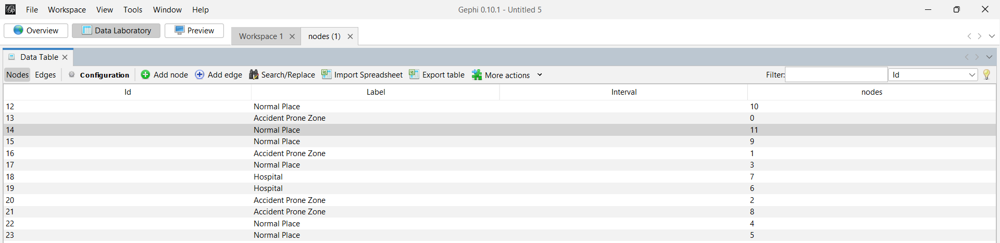 File Workspace View Tools Window Help Gephi 0.10.1 - Untitled 5
Overview Data Laboratory Preview Workspace 1 nodes (1)
Data Table
Nodes Edges Configuration Add node Add edge Search/Replace Import Spreadsheet Export table More actions Filter: Id
Id Label Interval nodes
12 Normal Place 10
13 Accident Prone Zone 0
14 Normal Place 11
15 Normal Place 9
16 Accident Prone Zone 1
17 Normal Place 3
18 Hospital 7
19 Hospital 6
20 Accident Prone Zone 2
21 Accident Prone Zone 8
22 Normal Place 4
23 Normal Place 5